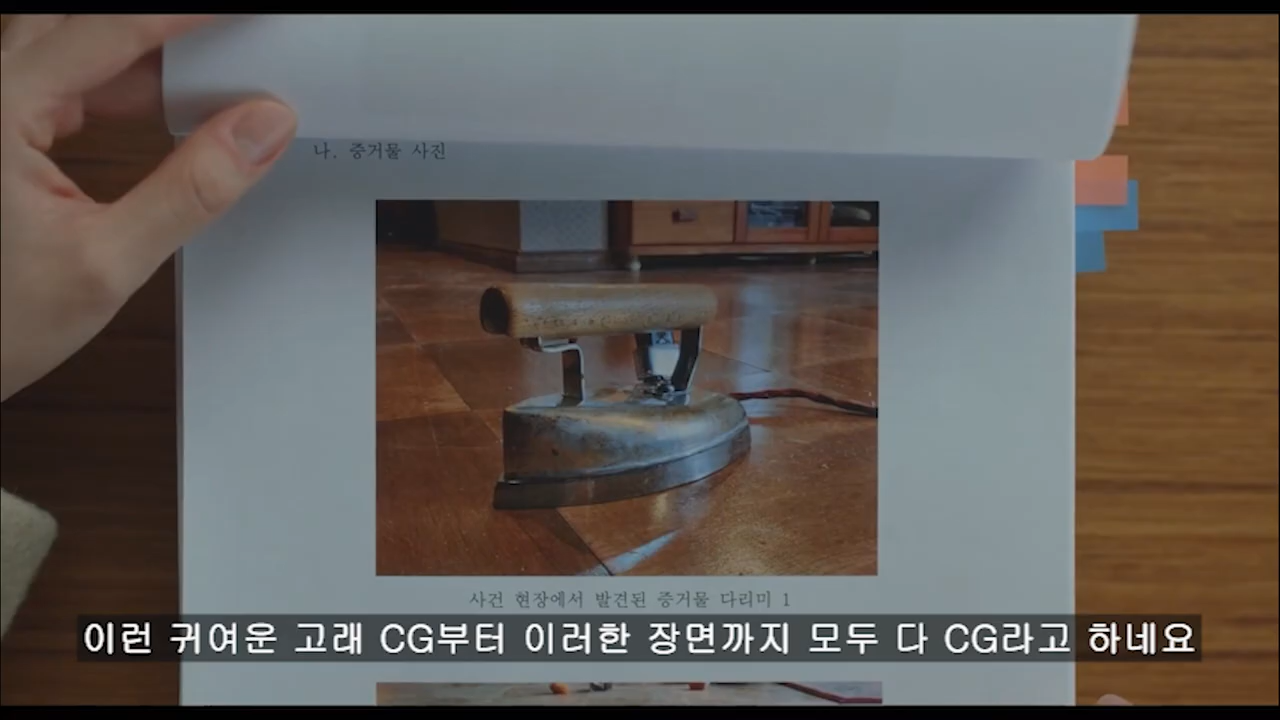 나. 증거물 사진
사건 현장에서 발견된 증거물 다리미 1
이런 귀여운 고래 CG부터 이러한 장면까지 모두 다 CG라고 하네요